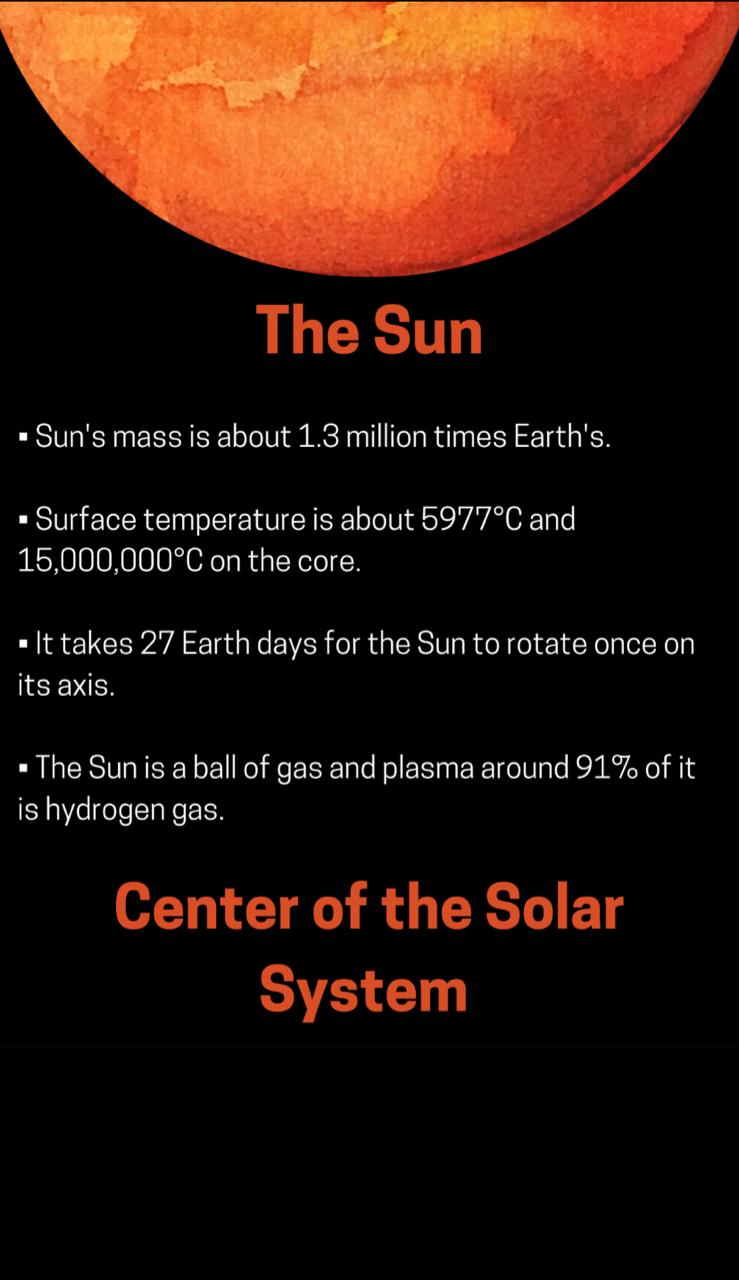 The Sun
▪ Sun's mass is about 1.3 million times Earth's.
▪ Surface temperature is about 5977°C and
15,000,000°C on the core.
▪ It takes 27 Earth days for the Sun to rotate once on
its axis.
▪ The Sun is a ball of gas and plasma around 91% of it
is hydrogen gas.
Center of the Solar
System